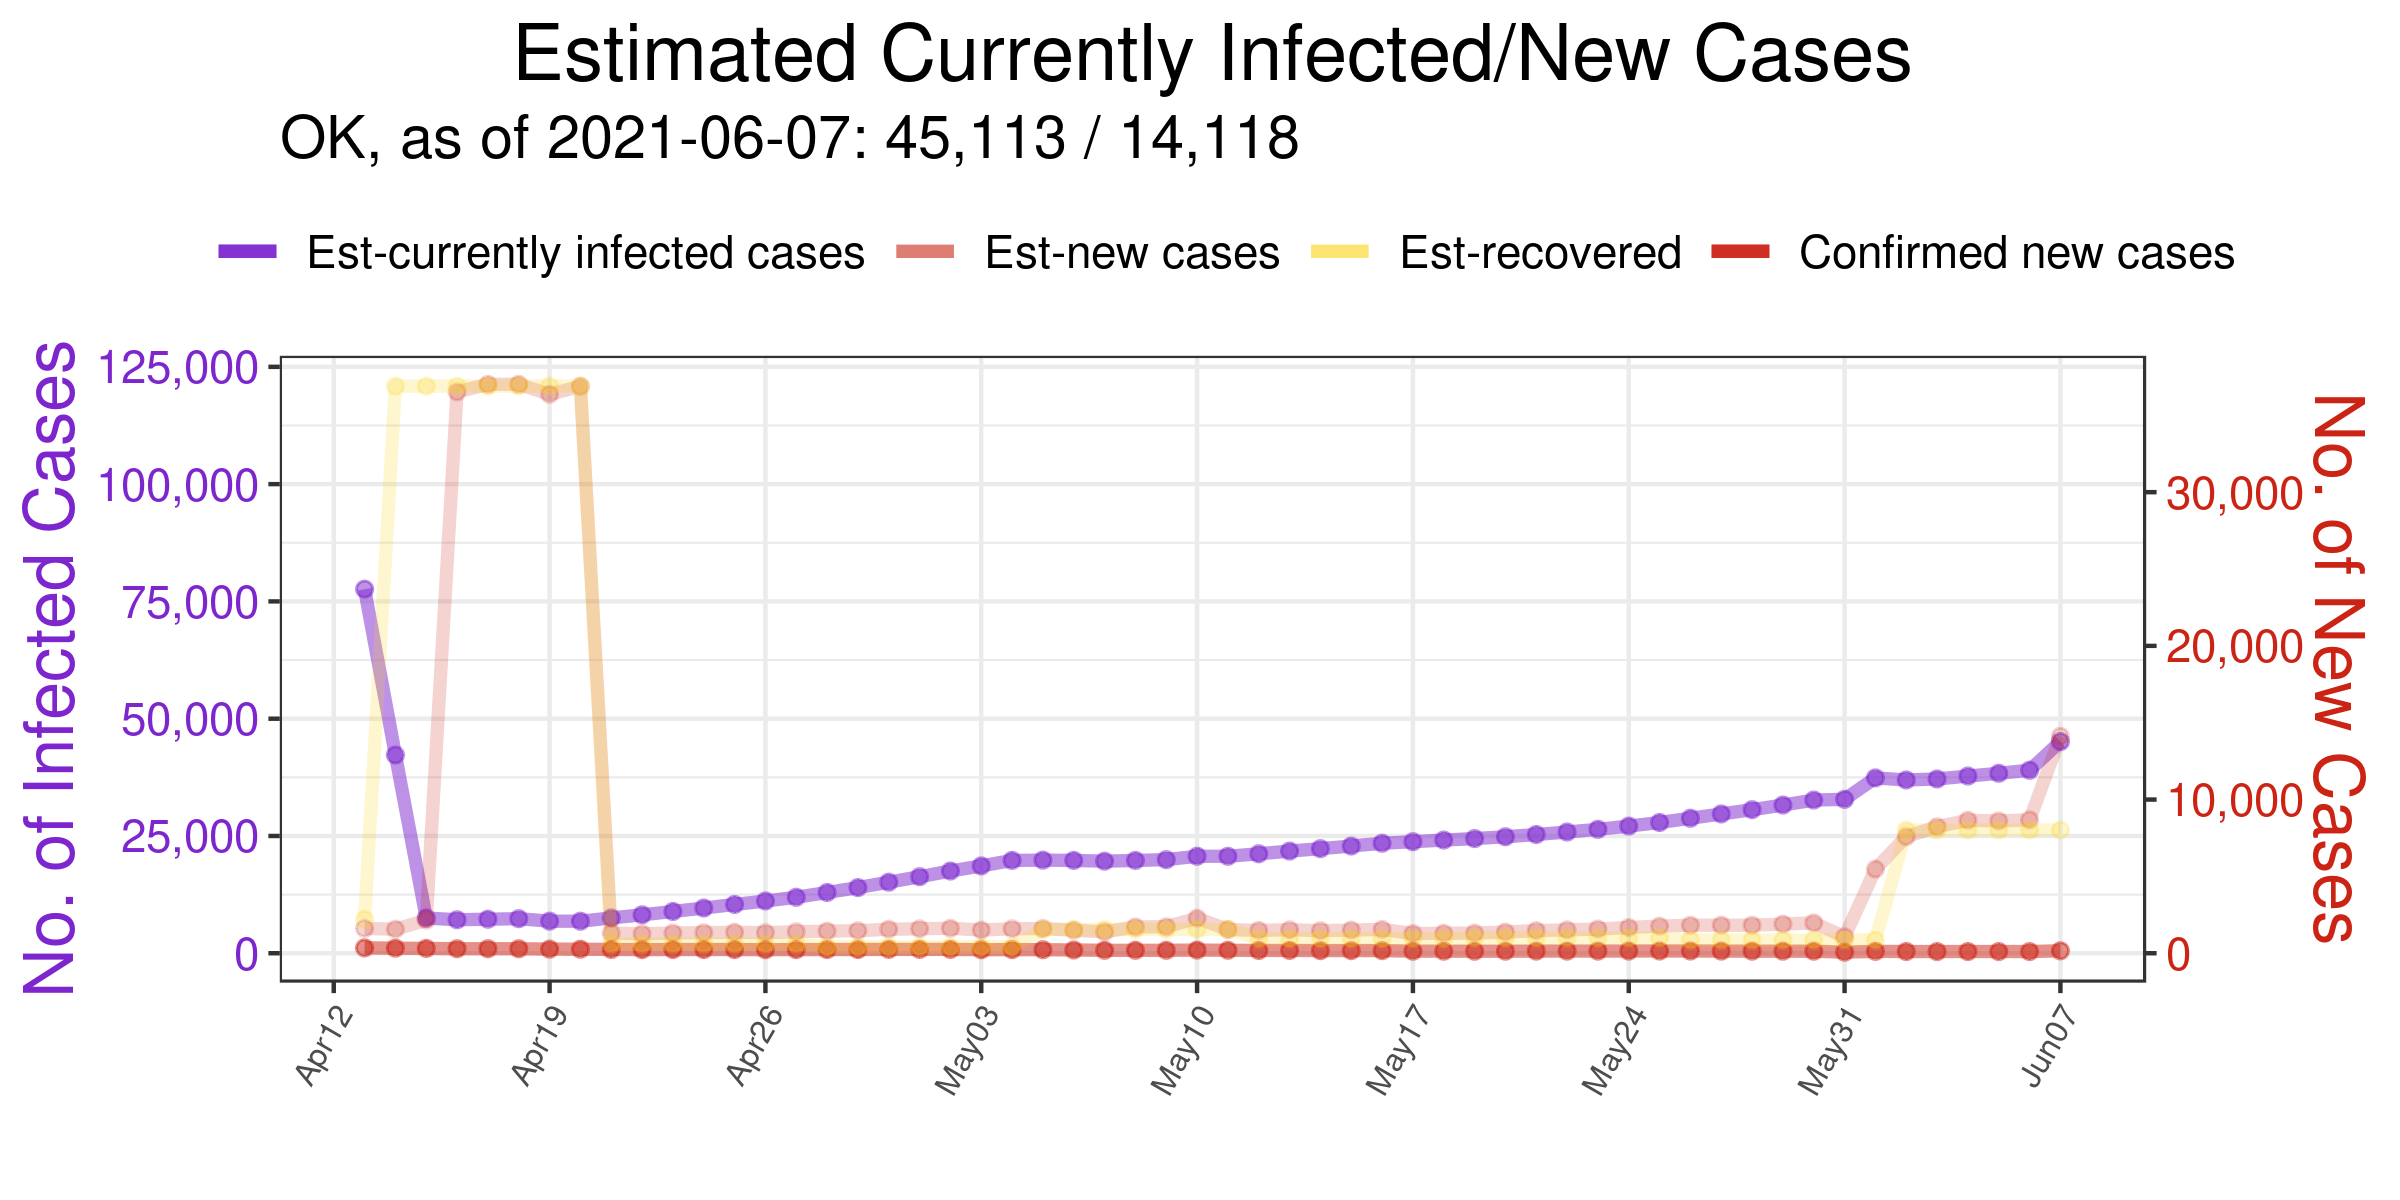 Estimated Currently Infected/New Cases
OK, as of 2021-06-07: 45,113 / 14,118
Est-currently infected cases Est-new cases Est-recovered Confirmed new cases
No. of Infected Cases
125,000
100,000
75,000
50,000
25,000
0
30,000
20,000
10,000
0
No. of New Cases
Apr12 Apr19 Apr26 May03 May10 May17 May24 May31 Jun07